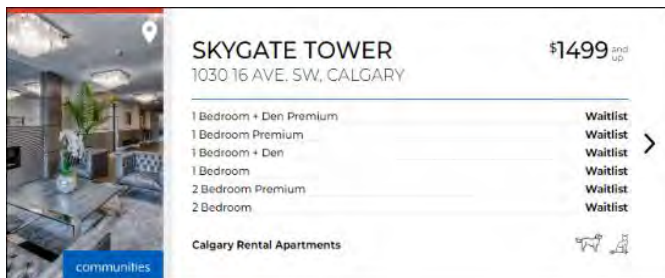 SKYGATE TOWER
$1499 and up
1030 16 AVE. SW, CALGARY
1 Bedroom + Den Premium Waitlist
1 Bedroom Premium Waitlist
1 Bedroom + Den Waitlist
1 Bedroom Waitlist
2 Bedroom Premium Waitlist
2 Bedroom Waitlist
Calgary Rental Apartments
communities